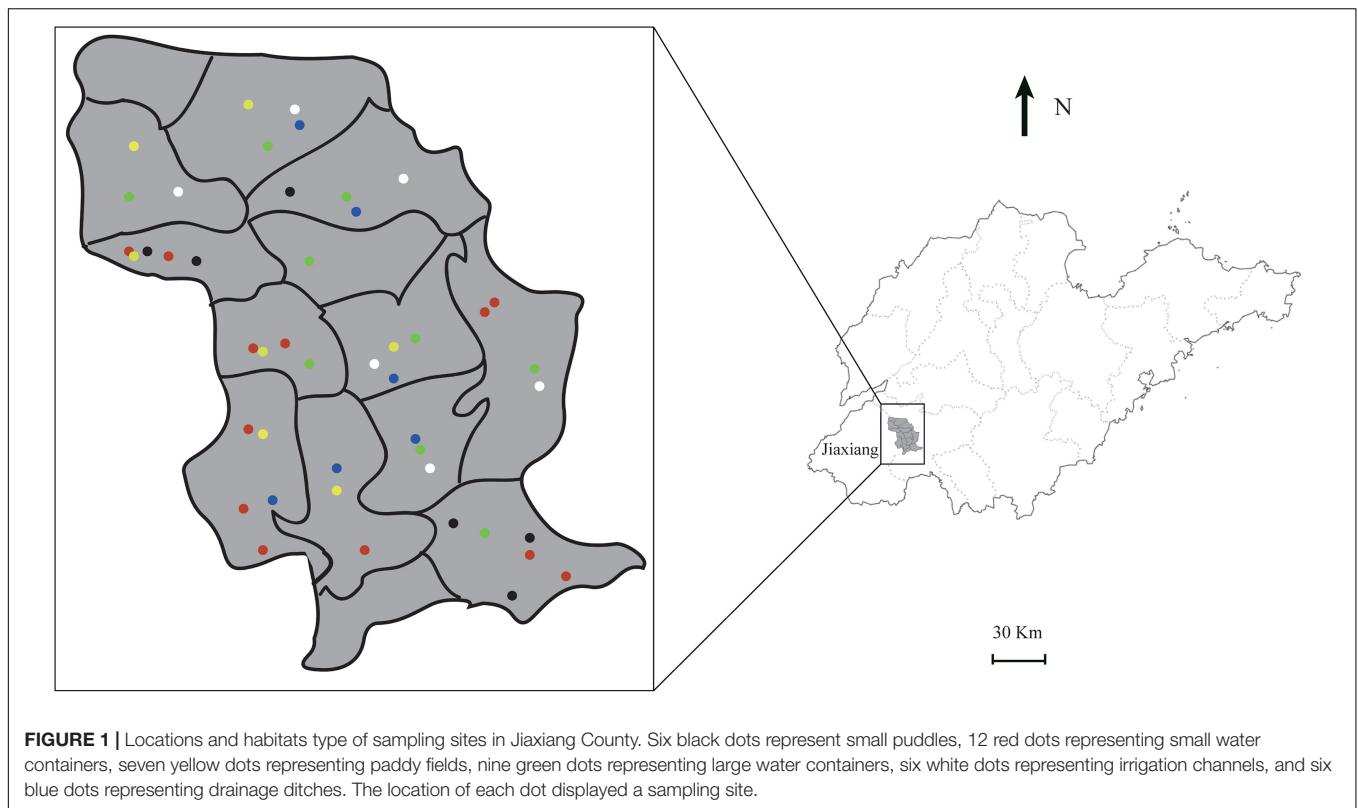 N
Jiaxiang
30 Km
FIGURE 1 | Locations and habitats type of sampling sites in Jiaxiang County. Six black dots represent small puddles, 12 red dots representing small water
containers, seven yellow dots representing paddy fields, nine green dots representing large water containers, six white dots representing irrigation channels, and six
blue dots representing drainage ditches. The location of each dot displayed a sampling site.